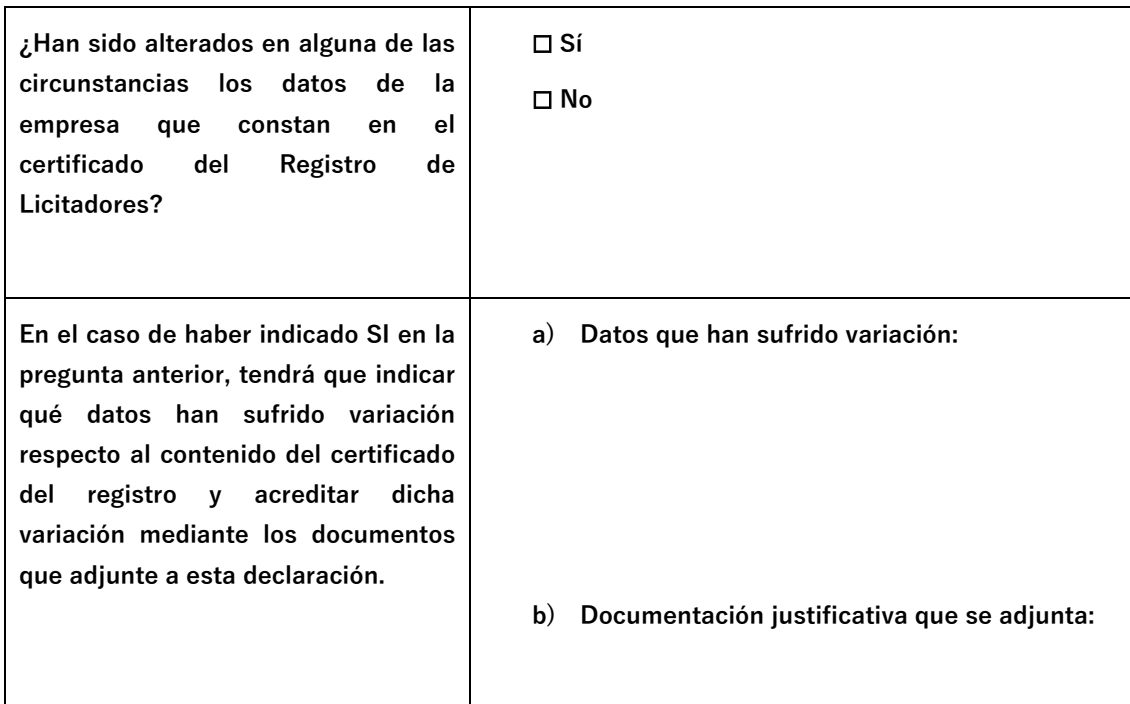 ¿Han sido alterados en alguna de las
circunstancias los datos de la
empresa que constan en el
certificado del Registro de
Licitadores?
☐ Sí
☐ No
En el caso de haber indicado SI en la
pregunta anterior, tendrá que indicar
qué datos han sufrido variación
respecto al contenido del certificado
del registro y acreditar dicha
variación mediante los documentos
que adjunte a esta declaración.
a) Datos que han sufrido variación:
b) Documentación justificativa que se adjunta: